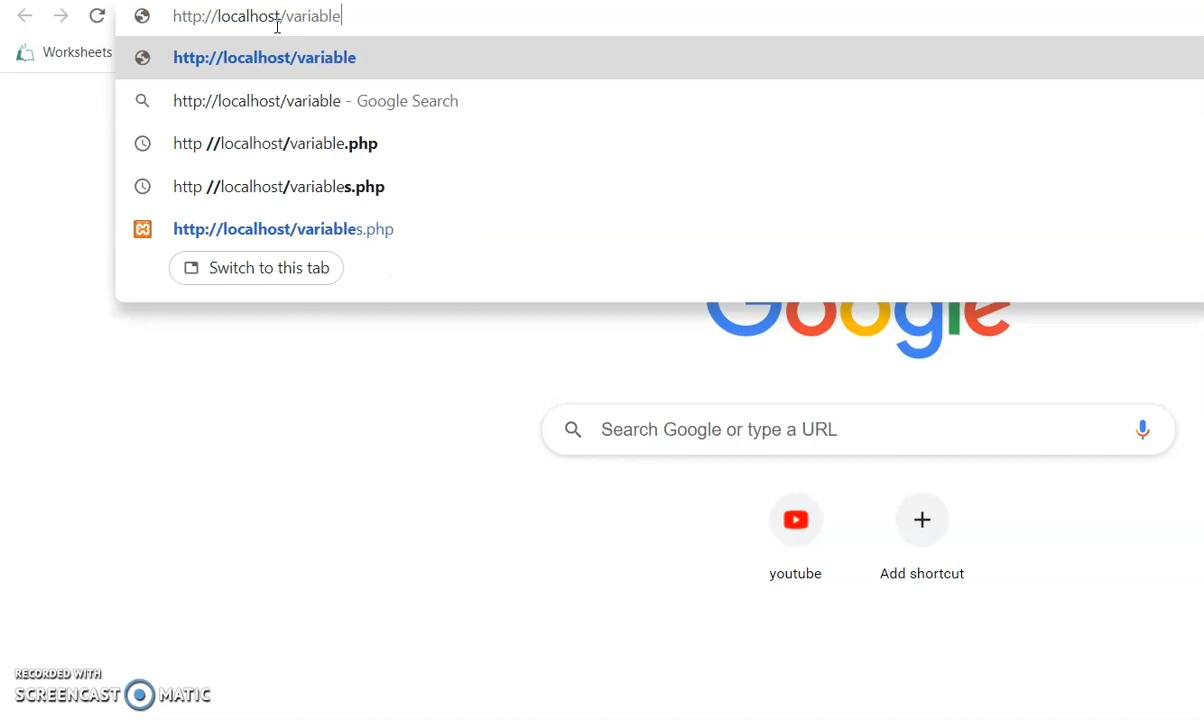 http://localhost/variable
Worksheets
http://localhost/variable
http://localhost/variable - Google Search
http //localhost/variable.php
http //localhost/variables.php
http://localhost/variables.php
Switch to this tab
Google
Search Google or type a URL
youtube
Add shortcut
RECORDED WITH
SCREENCAST MATIC